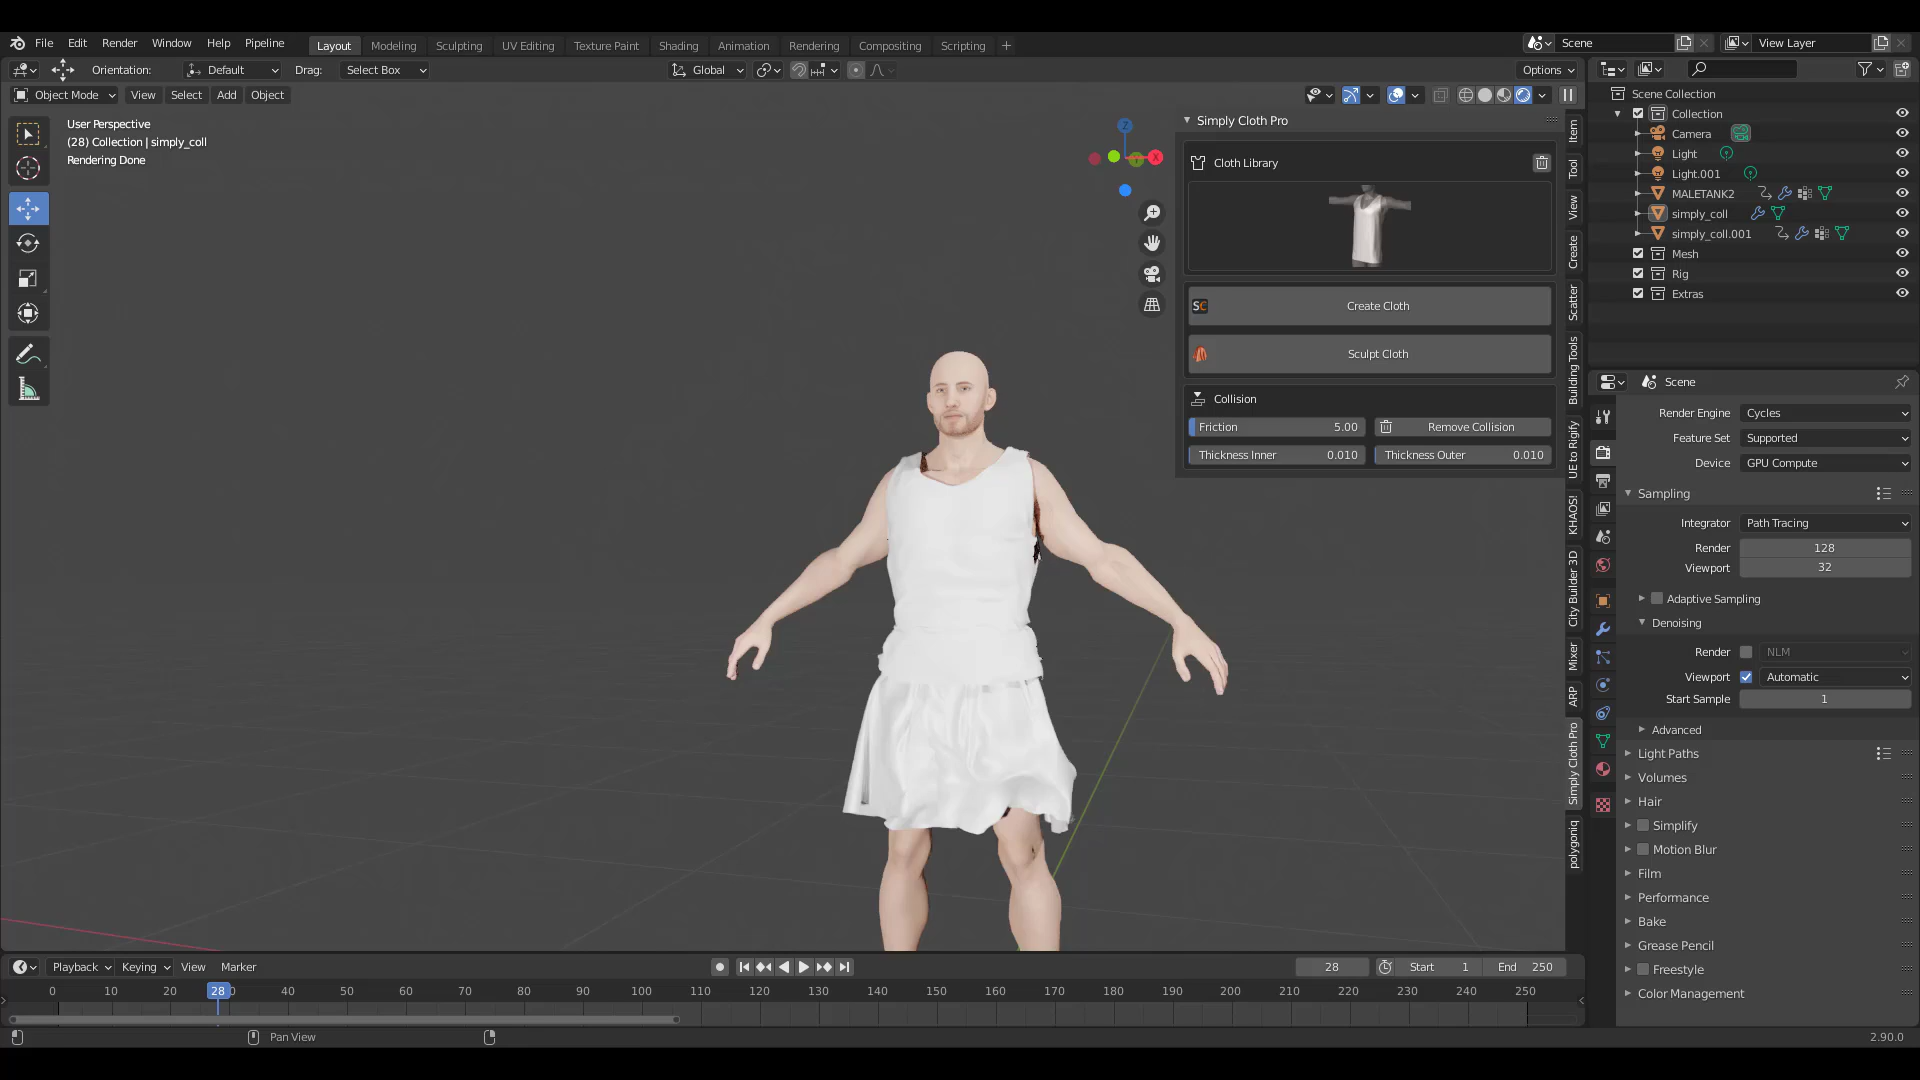 File Edit Render Window Help Pipeline Layout Modeling Sculpting UV Editing Texture Paint Shading Animation Rendering Compositing Scripting + Scene View Layer
Orientation: Default Drag: Select Box Global Options
Object Mode View Select Add Object
User Perspective
(28) Collection | simply_coll
Rendering Done
Z
Y
X
Simply Cloth Pro
Cloth Library
SC Create Cloth
Sculpt Cloth
Collision
Friction 5.00 Remove Collision
Thickness Inner 0.010 Thickness Outer 0.010
Item
Tool
View
Create
Scatter
Building Tools
UE to Rigify
KHAOS!
City Builder 3D
Mixer
ARP
Simply Cloth Pro
polygoniq
Scene Collection
Collection
Camera
Light
Light.001
MALETANK2
simply_coll
simply_coll.001
Mesh
Rig
Extras
Scene
Render Engine Cycles
Feature Set Supported
Device GPU Compute
Sampling
Integrator Path Tracing
Render 128
Viewport 32
Adaptive Sampling
Denoising
Render NLM
Viewport Automatic
Start Sample 1
Advanced
Light Paths
Volumes
Hair
Simplify
Motion Blur
Film
Performance
Bake
Grease Pencil
Freestyle
Color Management
Playback Keying View Marker 28 Start 1 End 250
0 10 20 28 40 50 60 70 80 90 100 110 120 130 140 150 160 170 180 190 200 210 220 230 240 250
Pan View 2.90.0